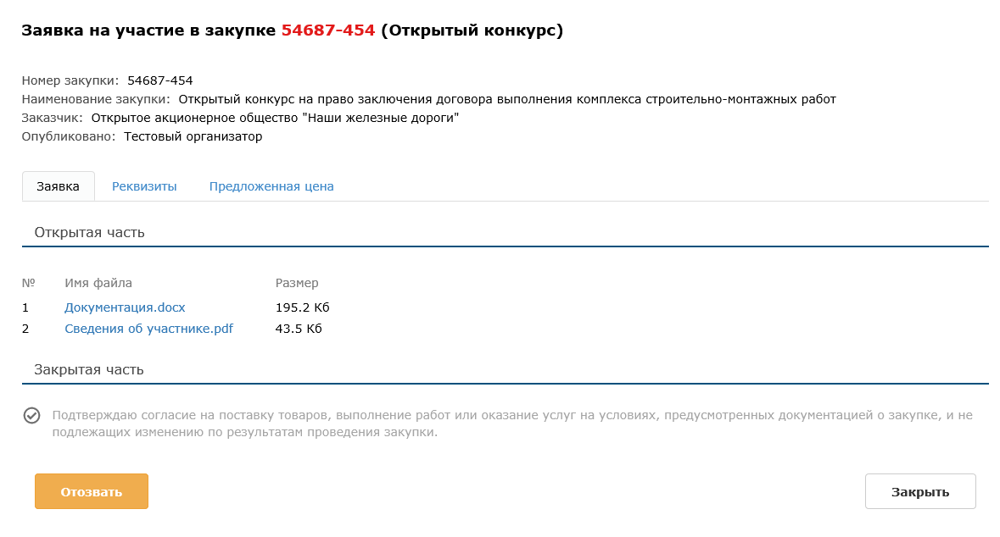 Заявка на участие в закупке 54687-454 (Открытый конкурс)
Номер закупки: 54687-454
Наименование закупки: Открытый конкурс на право заключения договора выполнения комплекса строительно-монтажных работ
Заказчик: Открытое акционерное общество "Наши железные дороги"
Опубликовано: Тестовый организатор
Заявка Реквизиты Предложенная цена
Открытая часть
№ Имя файла Размер
1 Документация.docx 195.2 Кб
2 Сведения об участнике.pdf 43.5 Кб
Закрытая часть
Подтверждаю согласие на поставку товаров, выполнение работ или оказание услуг на условиях, предусмотренных документацией о закупке, и не
подлежащих изменению по результатам проведения закупки.
Отозвать Закрыть